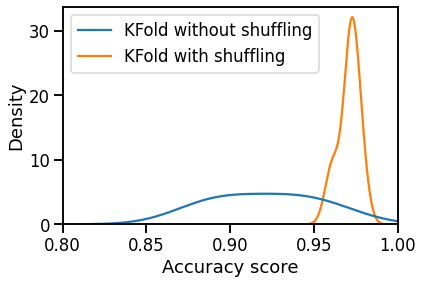 KFold without shuffling
KFold with shuffling
Density
30
20
10
0
0.80 0.85 0.90 0.95 1.00
Accuracy score